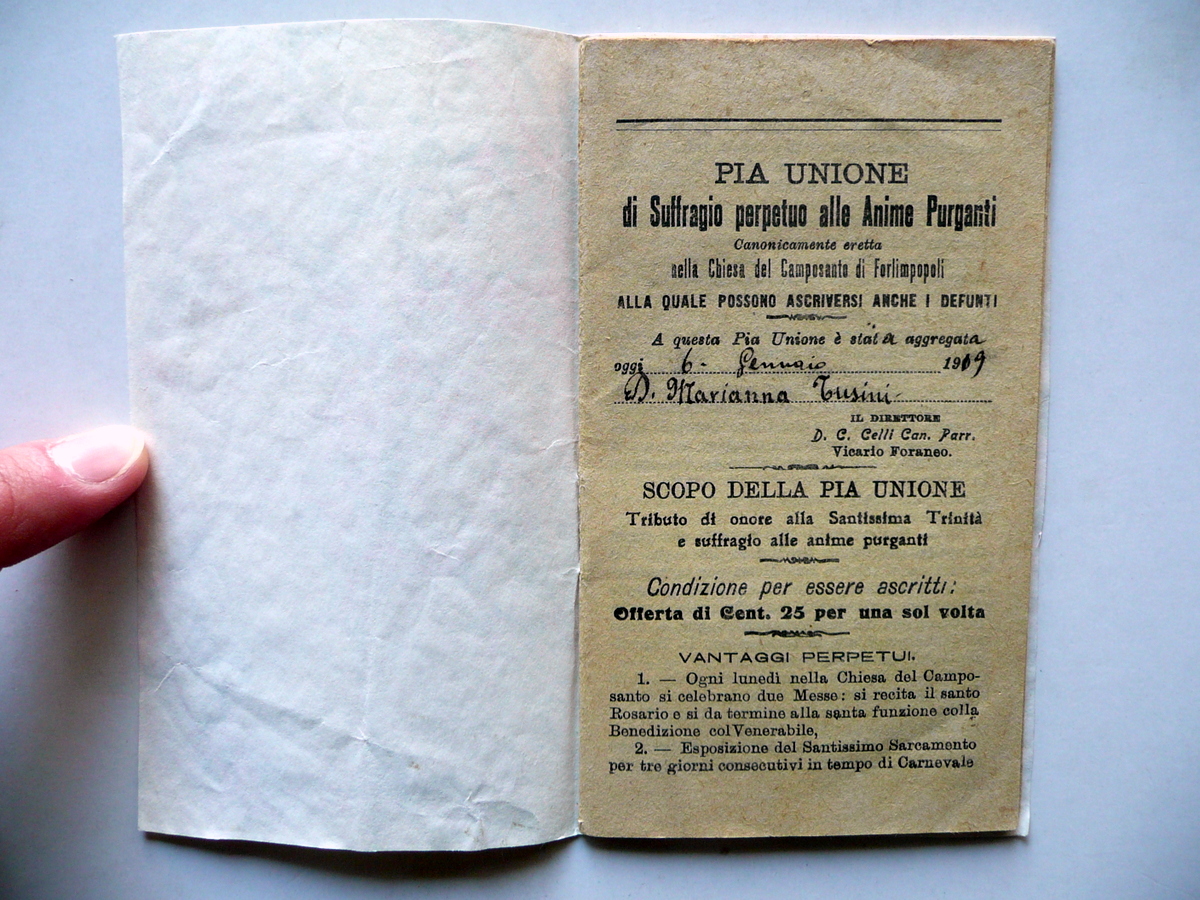 PIA UNIONE
di Suffragio perpetuo alle Anime Purganti
Canonicamente eretta
nella Chiesa del Camposanto di Forlimpopoli
ALLA QUALE POSSONO ASCRIVERSI ANCHE I DEFUNTI
A questa Pia Unione è stata aggregata
oggi 6 - Gennaio 1919
D. Marianna Tusini
IL DIRETTORE
D. C. Celli Can. Parr.
Vicario Foraneo.
SCOPO DELLA PIA UNIONE
Tributo di onore alla Santissima Trinità
e suffragio alle anime purganti
Condizione per essere ascritti:
Offerta di Cent. 25 per una sol volta
VANTAGGI PERPETUI.
1. — Ogni lunedì nella Chiesa del Campo-
santo si celebrano due Messe: si recita il santo
Rosario e si da termine alla santa funzione colla
Benedizione col Venerabile,
2. — Esposizione del Santissimo Sarcamento
per tre giorni consecutivi in tempo di Carnevale